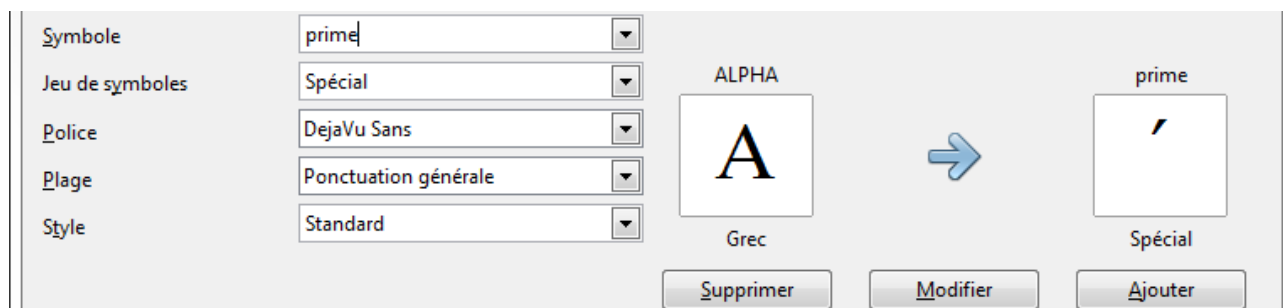 Symbole prime
Jeu de symboles Spécial
Police DejaVu Sans
Plage Ponctuation générale
Style Standard
ALPHA
A
Grec
prime
′
Spécial
Supprimer Modifier Ajouter